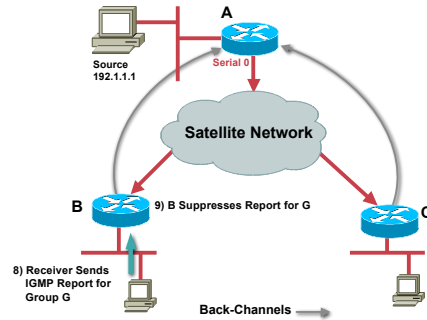 A
Source
192.1.1.1
Serial 0
Satellite Network
B
9) B Suppresses Report for G
C
8) Receiver Sends
IGMP Report for
Group G
Back-Channels